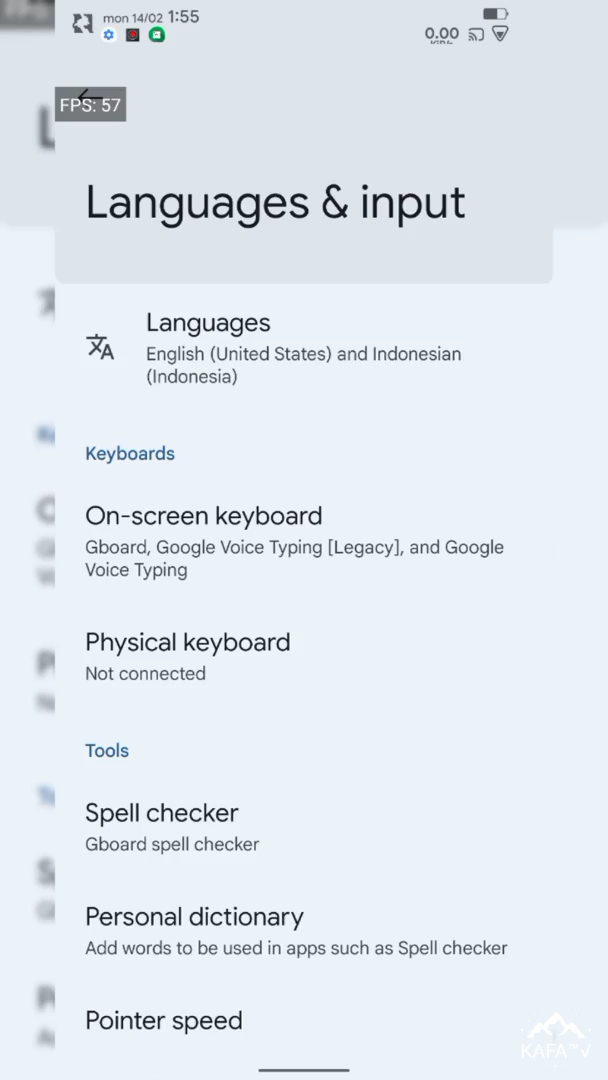 mon 14/02 1:55
0.00
FPS: 57
Languages & input
Languages
English (United States) and Indonesian
(Indonesia)
Keyboards
On-screen keyboard
Gboard, Google Voice Typing [Legacy], and Google
Voice Typing
Physical keyboard
Not connected
Tools
Spell checker
Gboard spell checker
Personal dictionary
Add words to be used in apps such as Spell checker
Pointer speed